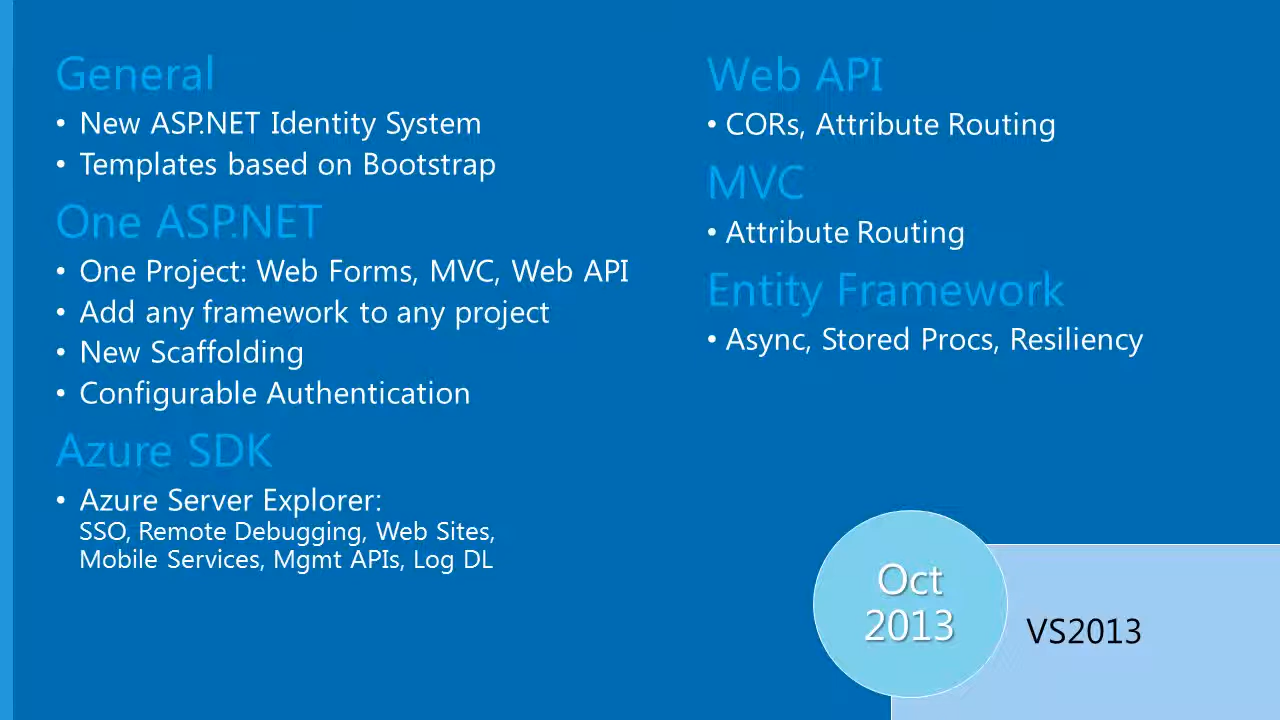 General
• New ASP.NET Identity System
• Templates based on Bootstrap
One ASP.NET
• One Project: Web Forms, MVC, Web API
• Add any framework to any project
• New Scaffolding
• Configurable Authentication
Azure SDK
• Azure Server Explorer:
SSO, Remote Debugging, Web Sites,
Mobile Services, Mgmt APIs, Log DL
Web API
• CORs, Attribute Routing
MVC
• Attribute Routing
Entity Framework
• Async, Stored Procs, Resiliency
Oct
2013
VS2013